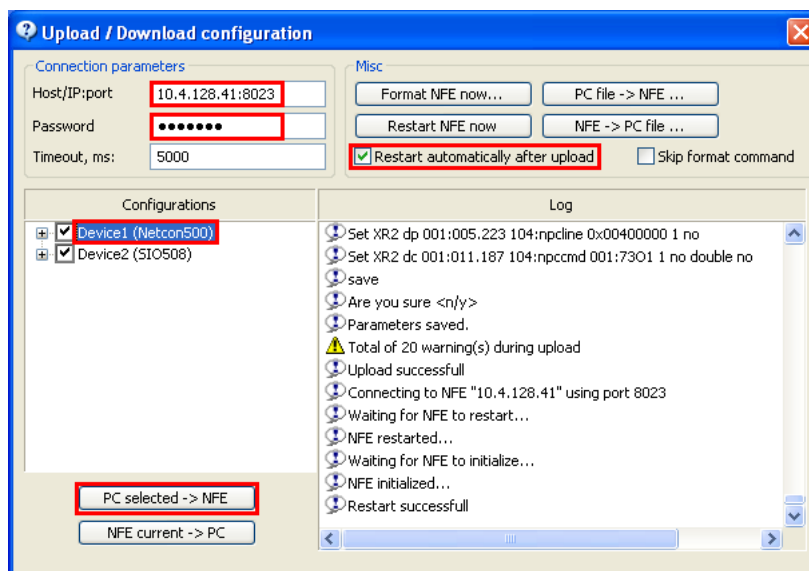 Upload / Download configuration
Connection parameters
Host/IP:port
10.4.128.41:8023
Password
•••••••
Timeout, ms:
5000
Misc
Format NFE now...
PC file -> NFE ...
Restart NFE now
NFE -> PC file ...
Restart automatically after upload
Skip format command
Configurations
Device1 (Netcon500)
Device2 (SIO508)
PC selected -> NFE
NFE current -> PC
Log
Set XR2 dp 001:005.223 104:npcline 0x00400000 1 no
Set XR2 dc 001:011.187 104:npccmd 001:73O1 1 no double no
save
Are you sure <n/y>
Parameters saved.
Total of 20 warning(s) during upload
Upload successfull
Connecting to NFE "10.4.128.41" using port 8023
Waiting for NFE to restart...
NFE restarted...
Waiting for NFE to initialize...
NFE initialized...
Restart successfull